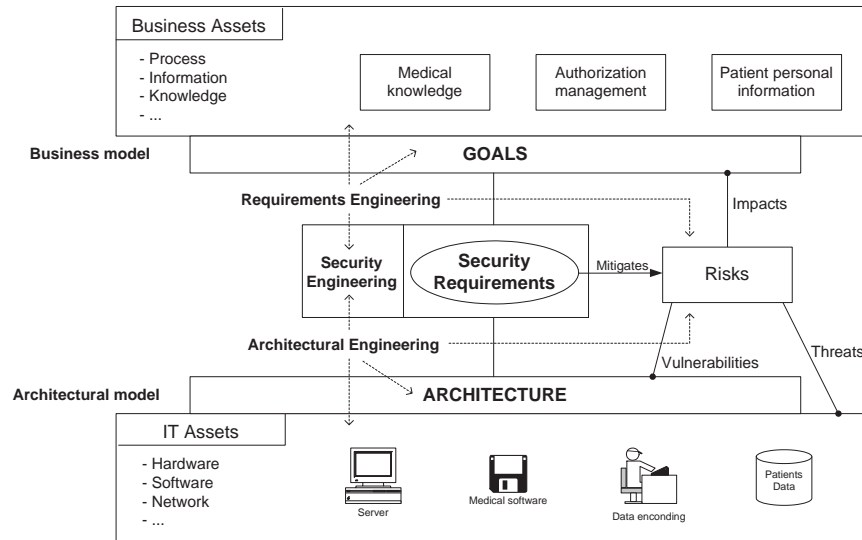 Business Assets
- Process
- Information
- Knowledge
- ...
Medical
knowledge
Authorization
management
Patient personal
information
Business model
GOALS
Requirements Engineering
Impacts
Security
Engineering
Security
Requirements
Mitigates
Risks
Architectural Engineering
Vulnerabilities
Threats
Architectural model
ARCHITECTURE
IT Assets
- Hardware
- Software
- Network
- ...
Server
Medical software
Data enconding
Patients
Data